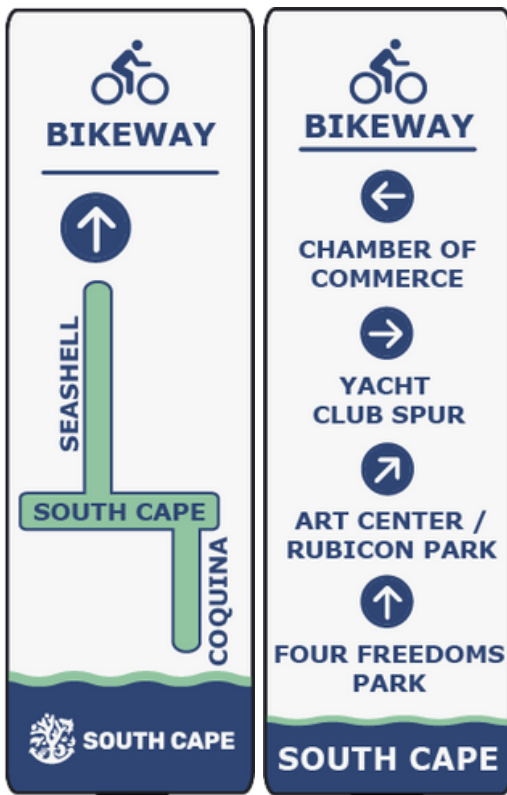 BIKEWAY
SEASHELL
SOUTH CAPE
COQUINA
SOUTH CAPE
BIKEWAY
CHAMBER OF
COMMERCE
YACHT
CLUB SPUR
ART CENTER /
RUBICON PARK
FOUR FREEDOMS
PARK
SOUTH CAPE